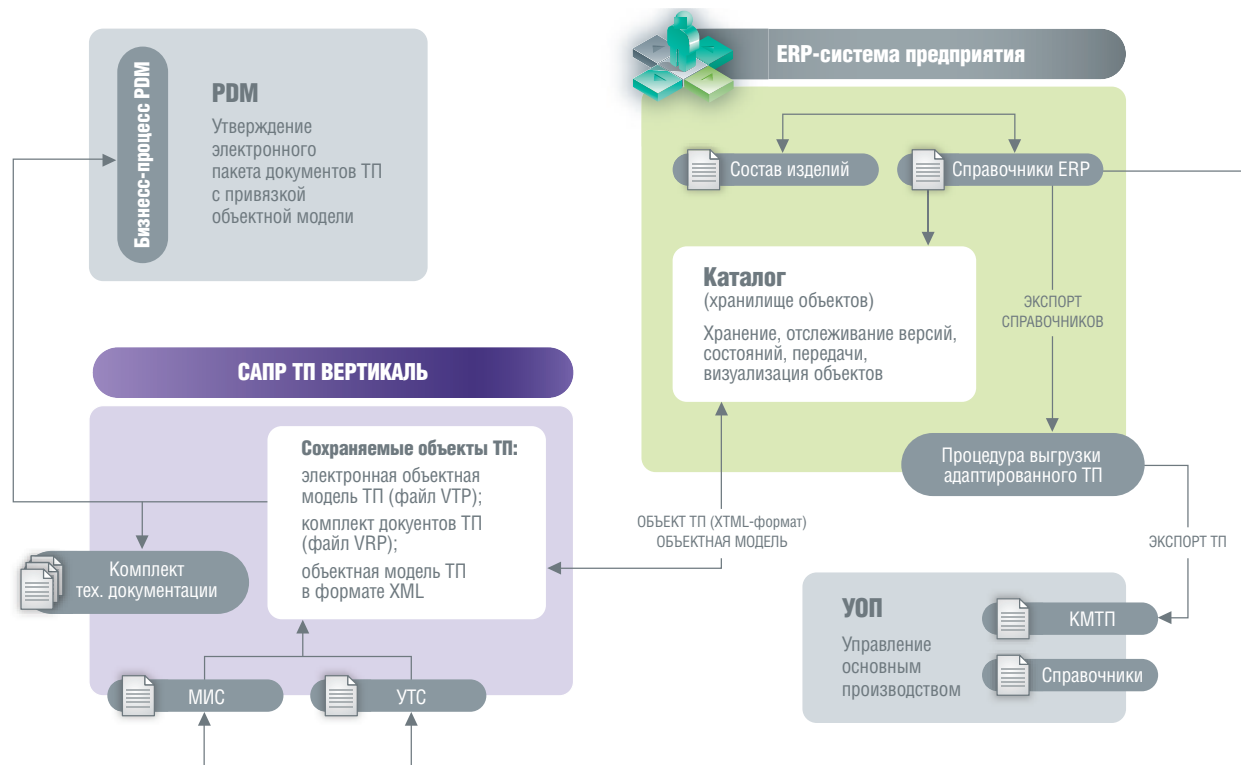 Бизнесс-процесс PDM
PDM
Утверждение
электронного
пакета документов ТП
с привязкой
объектной модели
САПР ТП ВЕРТИКАЛЬ
Сохраняемые объекты ТП:
электронная объектная
модель ТП (файл VTP);
комплект докуентов ТП
(файл VRP);
объектная модель ТП
в формате XML
Комплект
тех. документации
МИС
УТС
ERP-система предприятия
Состав изделий
Справочники ERP
Каталог
(хранилище объектов)
Хранение, отслеживание версий,
состояний, передачи,
визуализация объектов
ЭКСПОРТ
СПРАВОЧНИКОВ
Процедура выгрузки
адаптированного ТП
ОБЪЕКТ ТП (XTML-формат)
ОБЪЕКТНАЯ МОДЕЛЬ
ЭКСПОРТ ТП
УОП
Управление
основным
производством
КМТП
Справочники